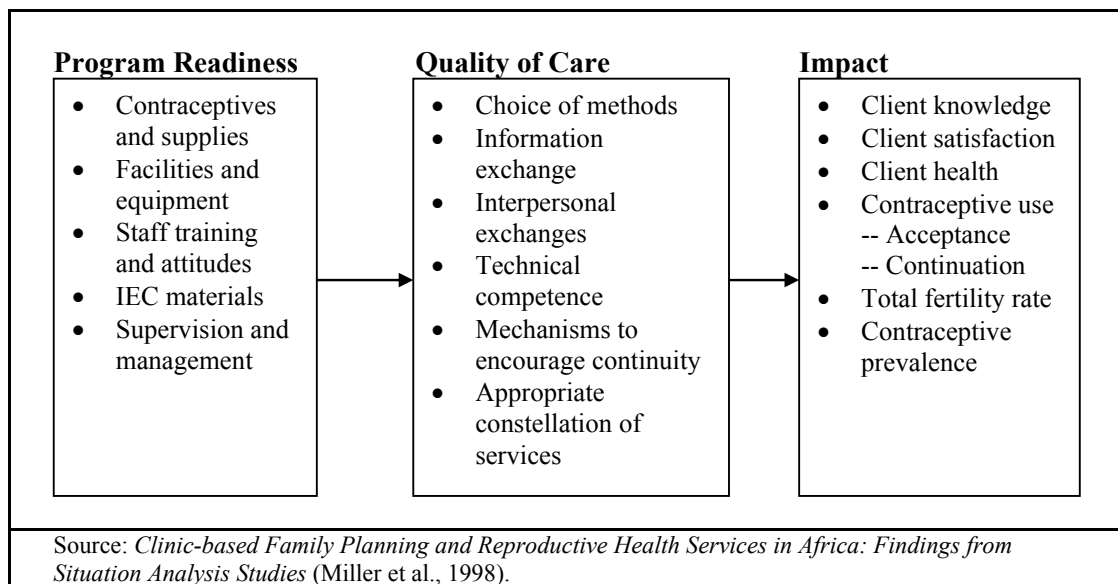 Program Readiness
• Contraceptives
and supplies
• Facilities and
equipment
• Staff training
and attitudes
• IEC materials
• Supervision and
management
Quality of Care
• Choice of methods
• Information
exchange
• Interpersonal
exchanges
• Technical
competence
• Mechanisms to
encourage continuity
• Appropriate
constellation of
services
Impact
• Client knowledge
• Client satisfaction
• Client health
• Contraceptive use
-- Acceptance
-- Continuation
• Total fertility rate
• Contraceptive
prevalence
Source: Clinic-based Family Planning and Reproductive Health Services in Africa: Findings from
Situation Analysis Studies (Miller et al., 1998).